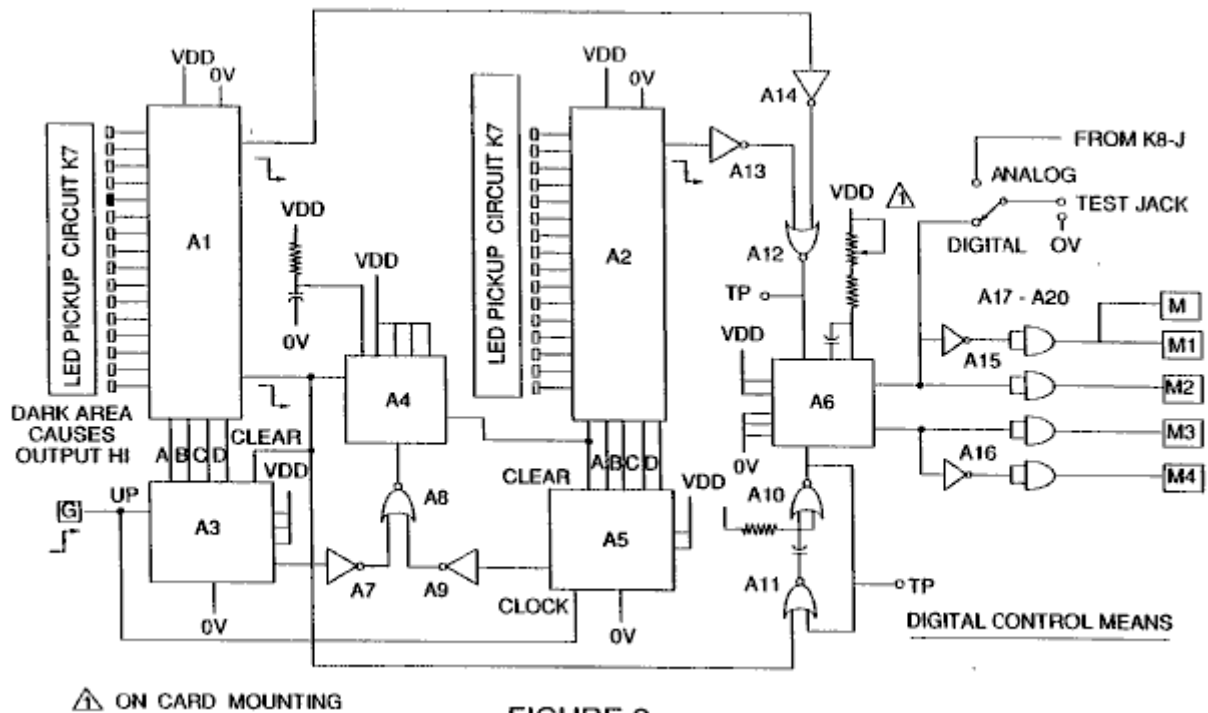 VDD
0V
A1
LED PICKUP CIRCUIT K7
DARK AREA
CAUSES
OUTPUT HI
A B C D
CLEAR
VDD
[G]
UP
A3
0V
VDD
0V
VDD
A4
A7
A8
A9
VDD
0V
A2
LED PICKUP CIRCUIT K7
CLEAR
A B C D
VDD
A5
CLOCK
0V
A13
A14
A12
TP
VDD
1
VDD
0V
A6
A10
A11
TP
FROM K8-J
ANALOG
TEST JACK
DIGITAL
OV
A17 - A20
A15
A16
M
M1
M2
M3
M4
DIGITAL CONTROL MEANS
1 ON CARD MOUNTING